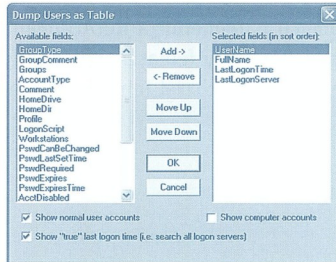 Dump Users as Table
Available fields:
GroupType
GroupComment
Groups
AccountType
Comment
HomeDrive
HomeDir
Profile
LogonScript
Workstations
PswdCanBeChanged
PswdLastSetTime
PswdRequired
PswdExpires
PswdExpiresTime
AcctDisabled
Add ->
<- Remove
Move Up
Move Down
OK
Cancel
Selected fields (in sort order):
UserName
FullName
LastLogonTime
LastLogonServer
Show normal user accounts
Show computer accounts
Show "true" last logon time (i.e. search all logon servers)